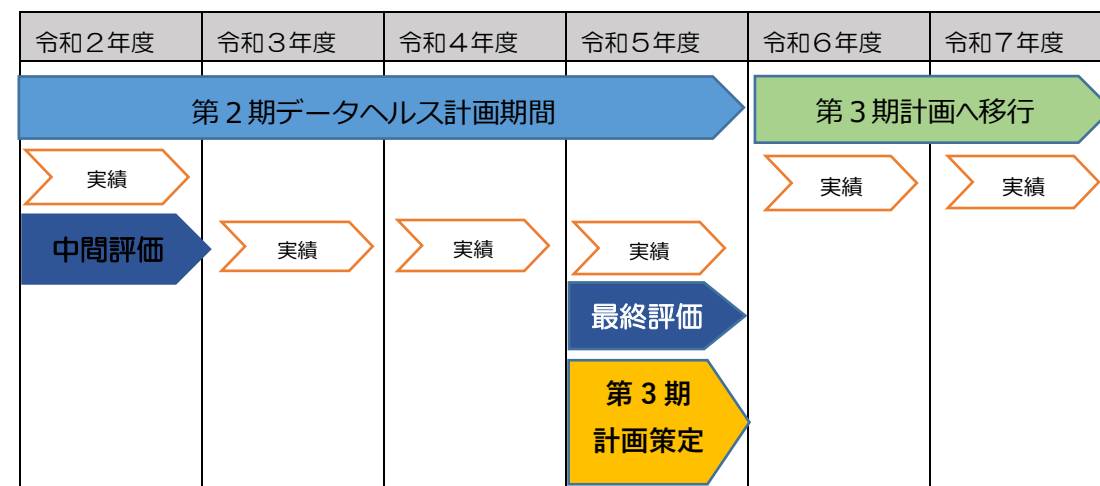 令和２年度 令和３年度 令和４年度 令和５年度 令和６年度 令和７年度
第２期データヘルス計画期間 第３期計画へ移行
実績 実績 実績
中間評価 実績 実績 実績
最終評価
第３期
計画策定